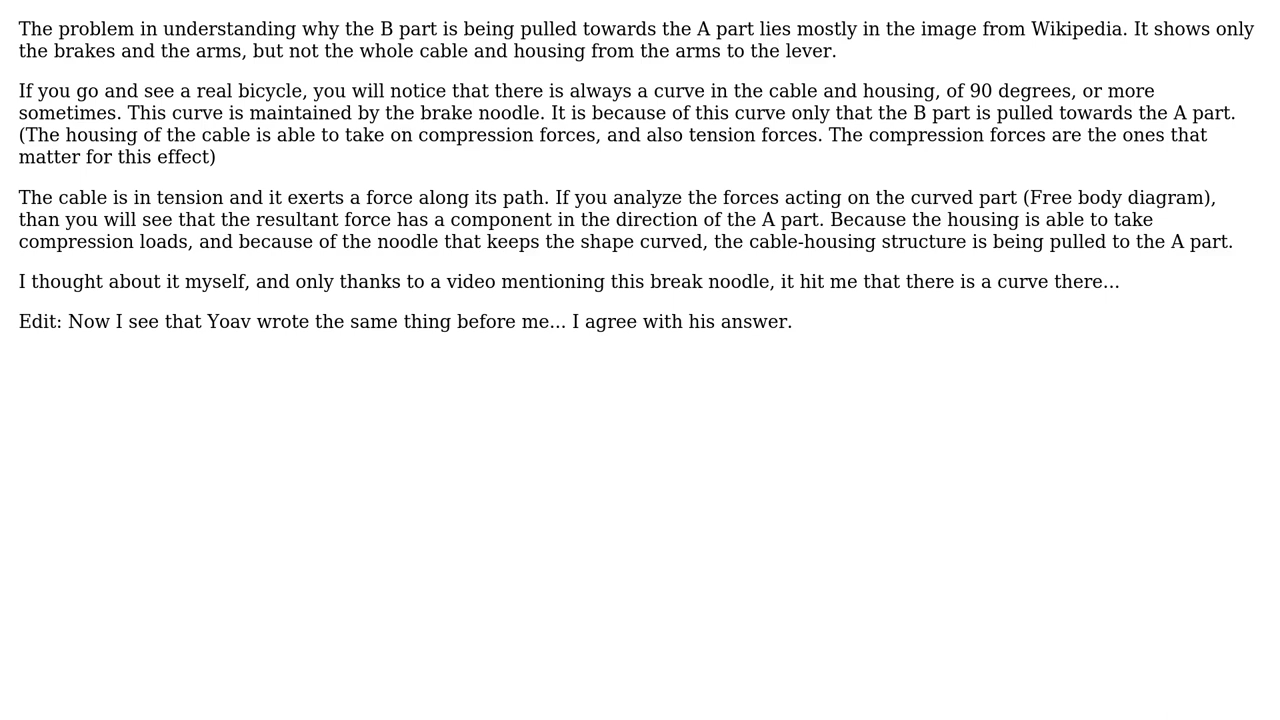 The problem in understanding why the B part is being pulled towards the A part lies mostly in the image from Wikipedia. It shows only
the brakes and the arms, but not the whole cable and housing from the arms to the lever.
If you go and see a real bicycle, you will notice that there is always a curve in the cable and housing, of 90 degrees, or more
sometimes. This curve is maintained by the brake noodle. It is because of this curve only that the B part is pulled towards the A part.
(The housing of the cable is able to take on compression forces, and also tension forces. The compression forces are the ones that
matter for this effect)
The cable is in tension and it exerts a force along its path. If you analyze the forces acting on the curved part (Free body diagram),
than you will see that the resultant force has a component in the direction of the A part. Because the housing is able to take
compression loads, and because of the noodle that keeps the shape curved, the cable-housing structure is being pulled to the A part.
I thought about it myself, and only thanks to a video mentioning this break noodle, it hit me that there is a curve there...
Edit: Now I see that Yoav wrote the same thing before me... I agree with his answer.